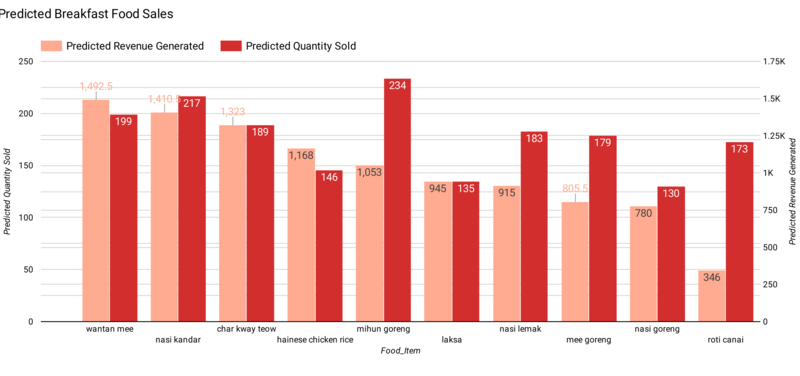 Predicted Breakfast Food Sales
Predicted Revenue Generated Predicted Quantity Sold
250 1.75K
200 1.5K
150 1.25K
100 1K
50 750
0 500
250
0
Predicted Quantity Sold
Predicted Revenue Generated
1,492.5 199
1,410.5 217
1,323 189
1,168 146
1,053 234
945 135
915 183
805.5 179
780 130
346 173
wantan mee
nasi kandar
char kway teow
hainese chicken rice
mihun goreng
laksa
nasi lemak
mee goreng
nasi goreng
roti canai
Food_Item